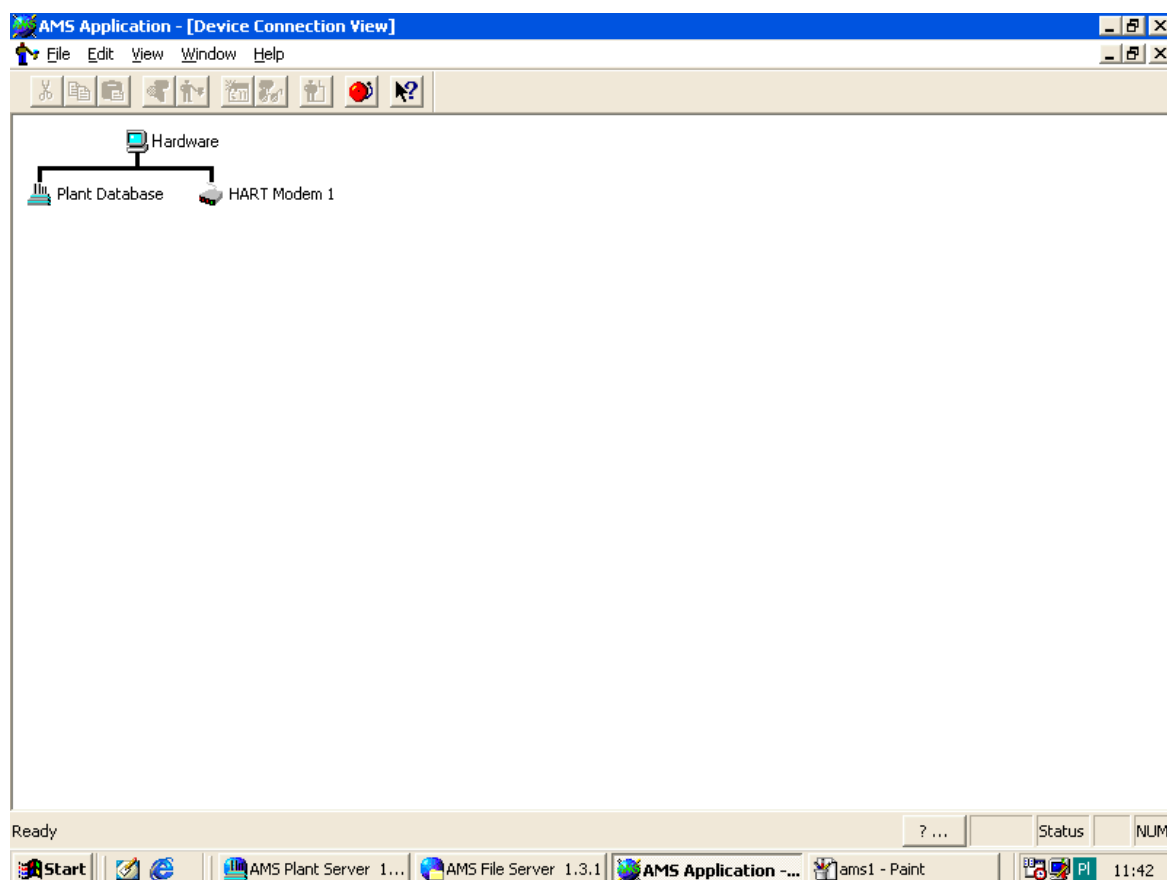 AMS Application - [Device Connection View]
File Edit View Window Help
Hardware
Plant Database HART Modem 1
Ready ? ... Status NUM
Start AMS Plant Server 1... AMS File Server 1.3.1 AMS Application -... ams1 - Paint Pl 11:42